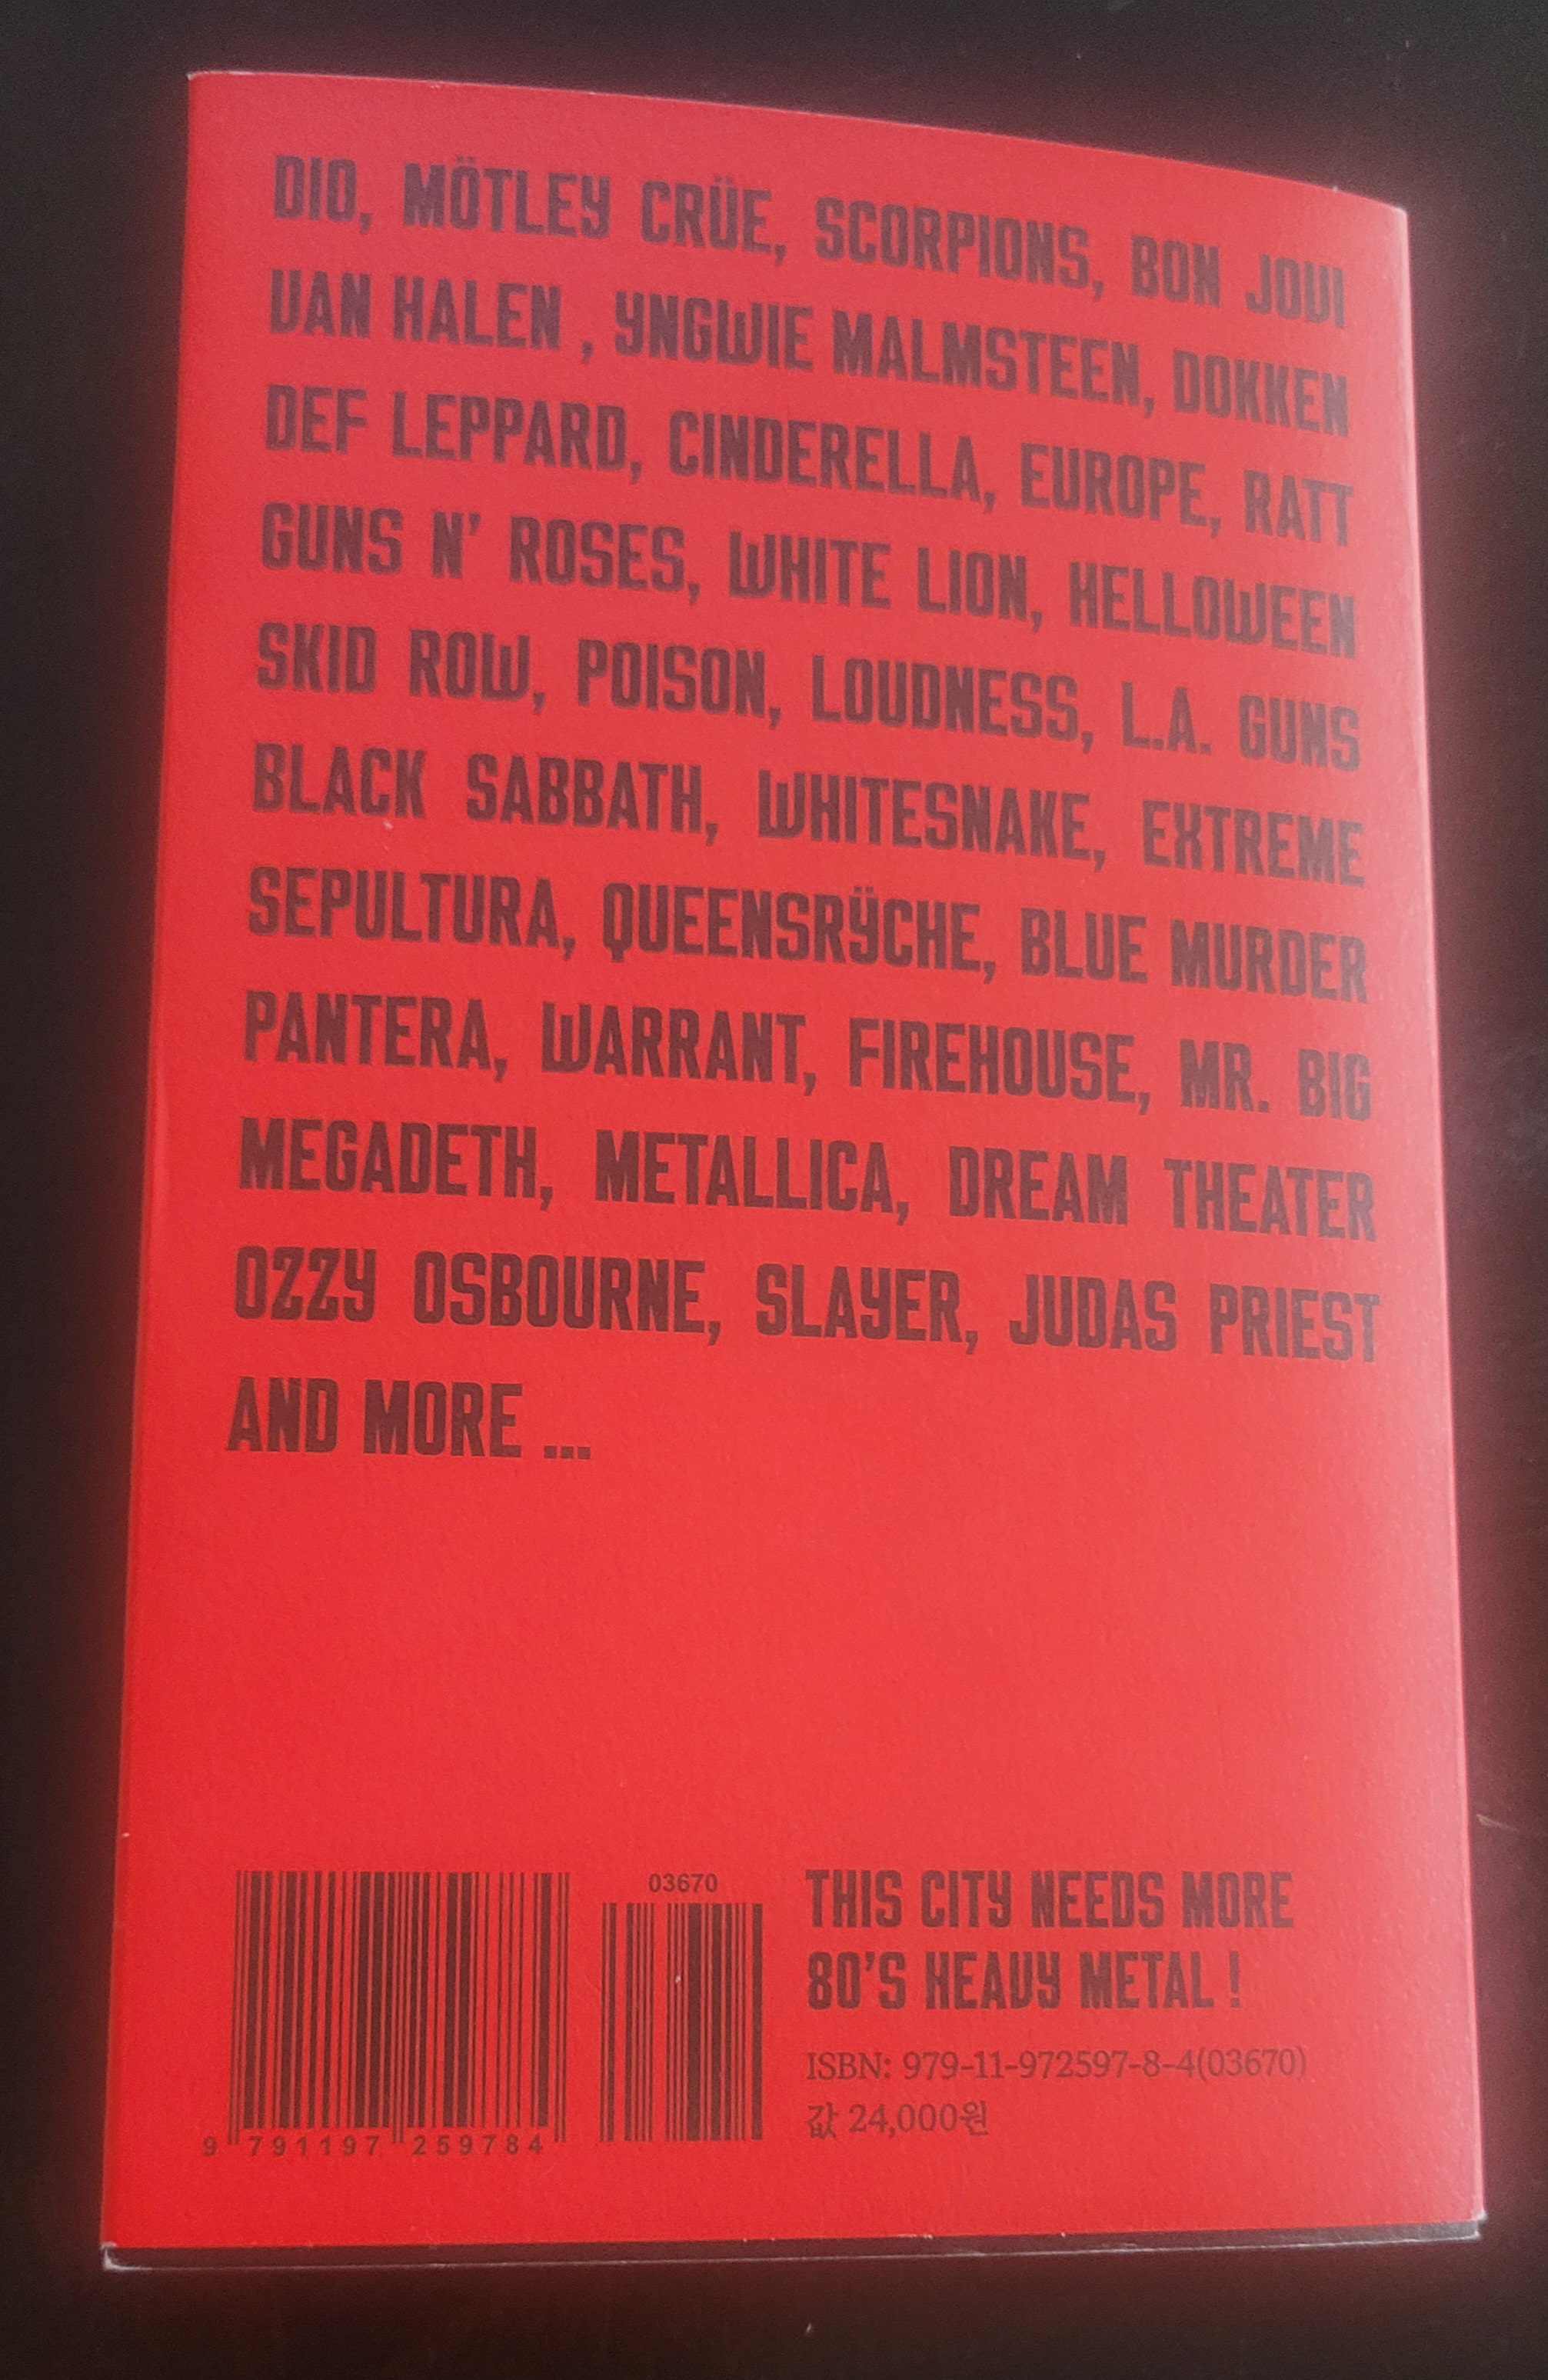 DIO, MÖTLEY CRÜE, SCORPIONS, BON JOVI
VAN HALEN , YNGWIE MALMSTEEN, DOKKEN
DEF LEPPARD, CINDERELLA, EUROPE, RATT
GUNS N' ROSES, WHITE LION, HELLOWEEN
SKID ROW, POISON, LOUDNESS, L.A. GUNS
BLACK SABBATH, WHITESNAKE, EXTREME
SEPULTURA, QUEENSRŸCHE, BLUE MURDER
PANTERA, WARRANT, FIREHOUSE, MR. BIG
MEGADETH, METALLICA, DREAM THEATER
OZZY OSBOURNE, SLAYER, JUDAS PRIEST
AND MORE ...
03670
9 791197 259784
THIS CITY NEEDS MORE
80'S HEAVY METAL !
ISBN: 979-11-972597-8-4(03670)
값 24,000원